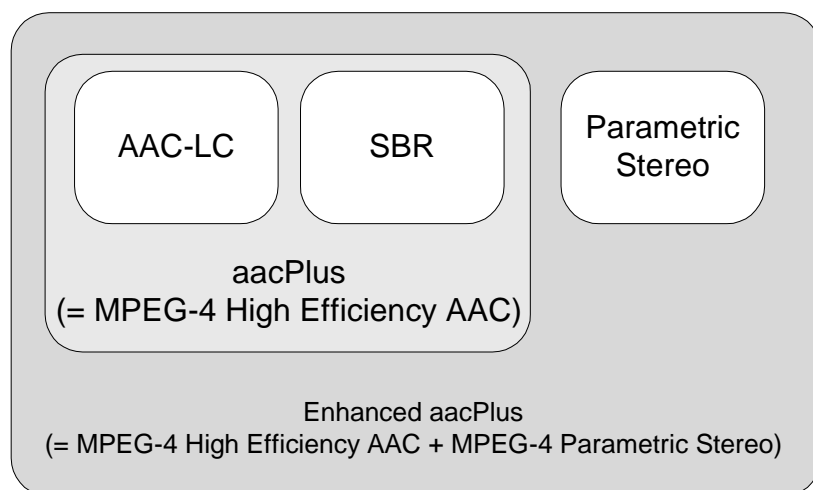 AAC-LC
SBR
Parametric
Stereo
aacPlus
(= MPEG-4 High Efficiency AAC)
Enhanced aacPlus
(= MPEG-4 High Efficiency AAC + MPEG-4 Parametric Stereo)